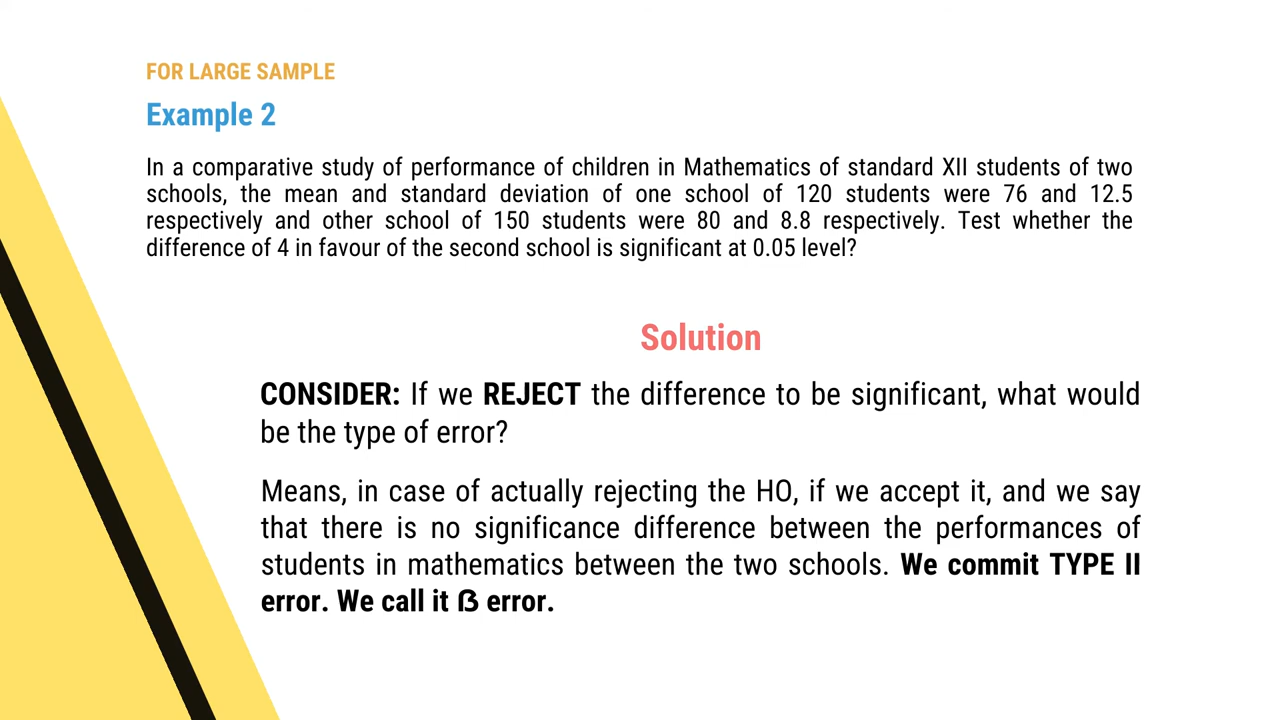 FOR LARGE SAMPLE
Example 2
In a comparative study of performance of children in Mathematics of standard XII students of two
schools, the mean and standard deviation of one school of 120 students were 76 and 12.5
respectively and other school of 150 students were 80 and 8.8 respectively. Test whether the
difference of 4 in favour of the second school is significant at 0.05 level?
Solution
CONSIDER: If we REJECT the difference to be significant, what would
be the type of error?
Means, in case of actually rejecting the HO, if we accept it, and we say
that there is no significance difference between the performances of
students in mathematics between the two schools. We commit TYPE II
error. We call it ẞ error.